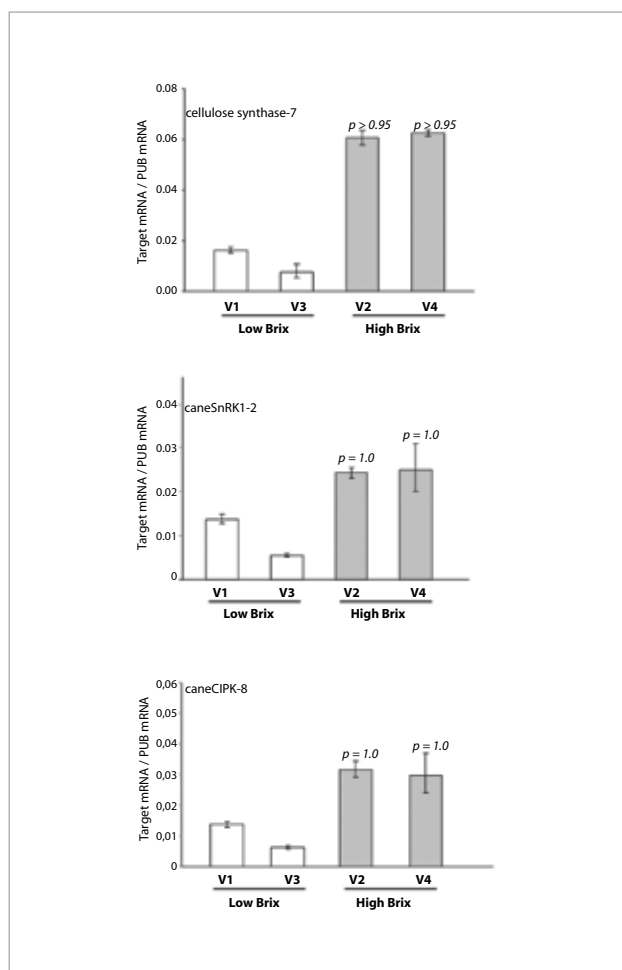 0.08
cellulose synthase-7
p > 0.95 p > 0.95
0.06
Target mRNA / PUB mRNA
0.04
0.02
0.00
V1 V3 V2 V4
Low Brix High Brix
caneSnRK1-2
0.04
p = 1.0
p = 1.0
0.03
Target mRNA / PUB mRNA
0.02
0.01
0
V1 V3 V2 V4
Low Brix High Brix
0,06
caneCIPK-8
0,05
p = 1.0 p = 1.0
0,04
Target mRNA / PUB mRNA
0,03
0,02
0,01
0
V1 V3 V2 V4
Low Brix High Brix